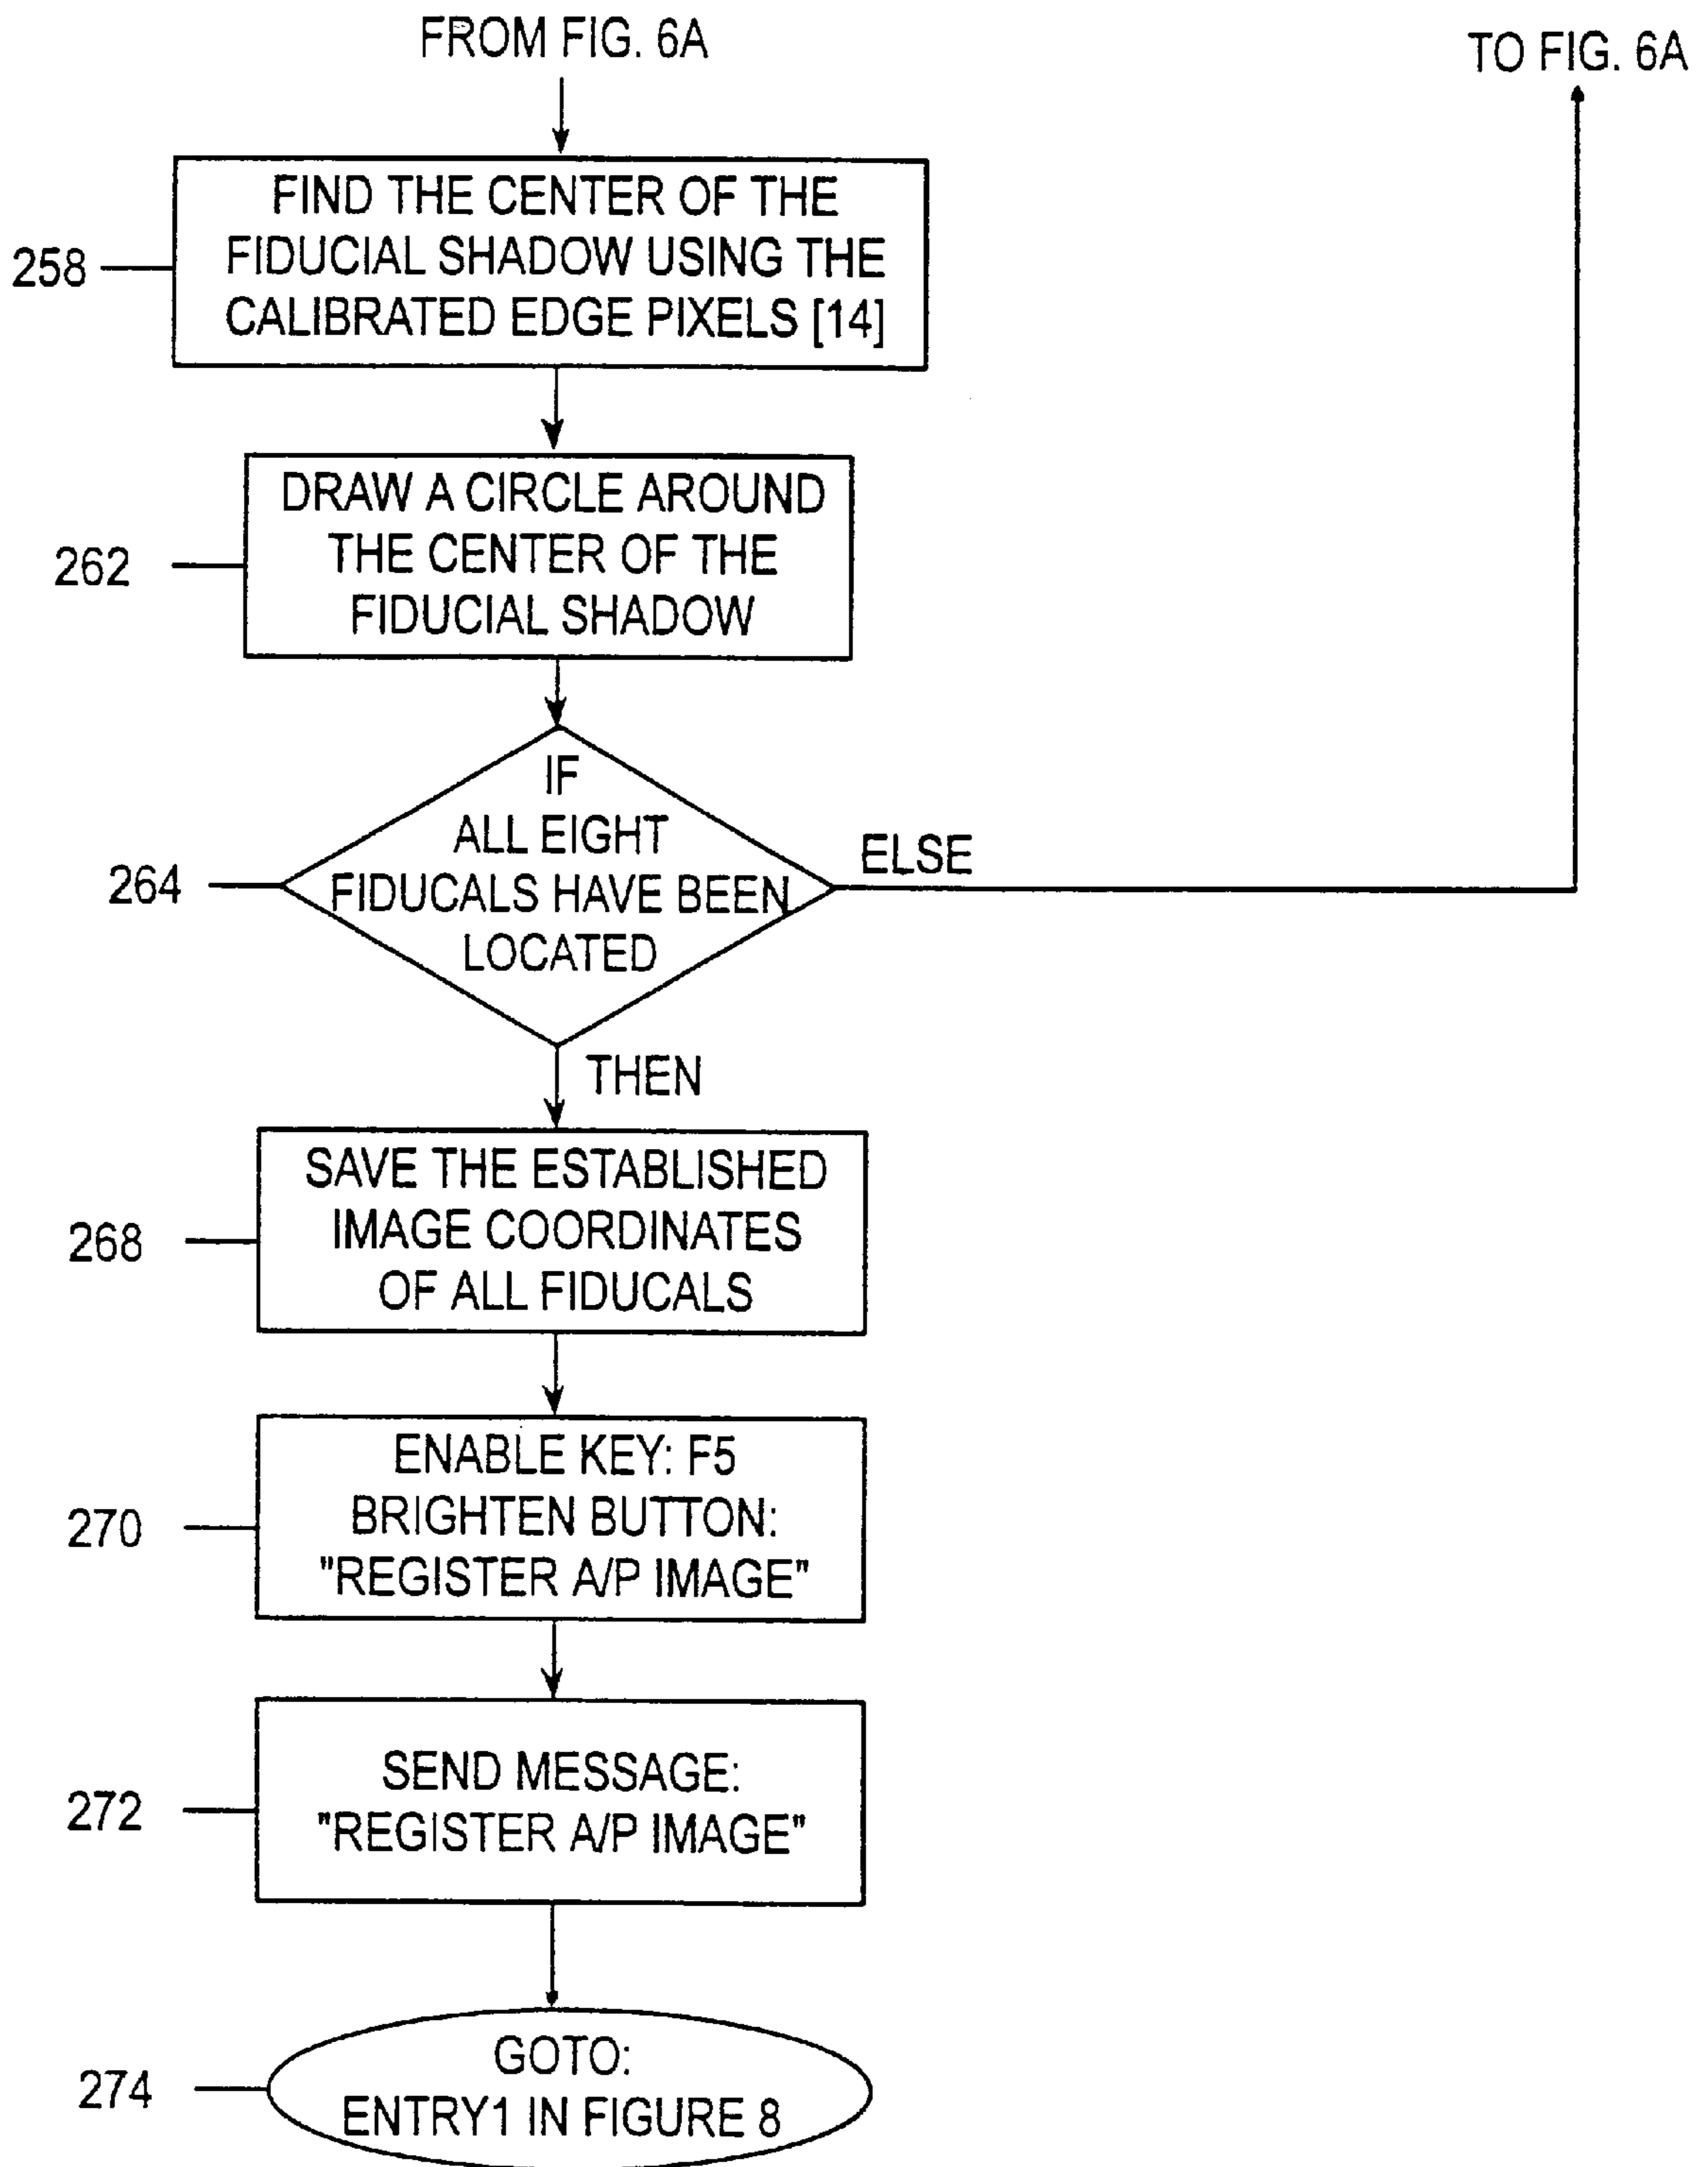 FROM FIG. 6A
TO FIG. 6A
258
FIND THE CENTER OF THE
FIDUCIAL SHADOW USING THE
CALIBRATED EDGE PIXELS [14]
262
DRAW A CIRCLE AROUND
THE CENTER OF THE
FIDUCIAL SHADOW
264
IF
ALL EIGHT
FIDUCALS HAVE BEEN
LOCATED
ELSE
THEN
268
SAVE THE ESTABLISHED
IMAGE COORDINATES
OF ALL FIDUCALS
270
ENABLE KEY: F5
BRIGHTEN BUTTON:
"REGISTER A/P IMAGE"
272
SEND MESSAGE:
"REGISTER A/P IMAGE"
274
GOTO:
ENTRY1 IN FIGURE 8